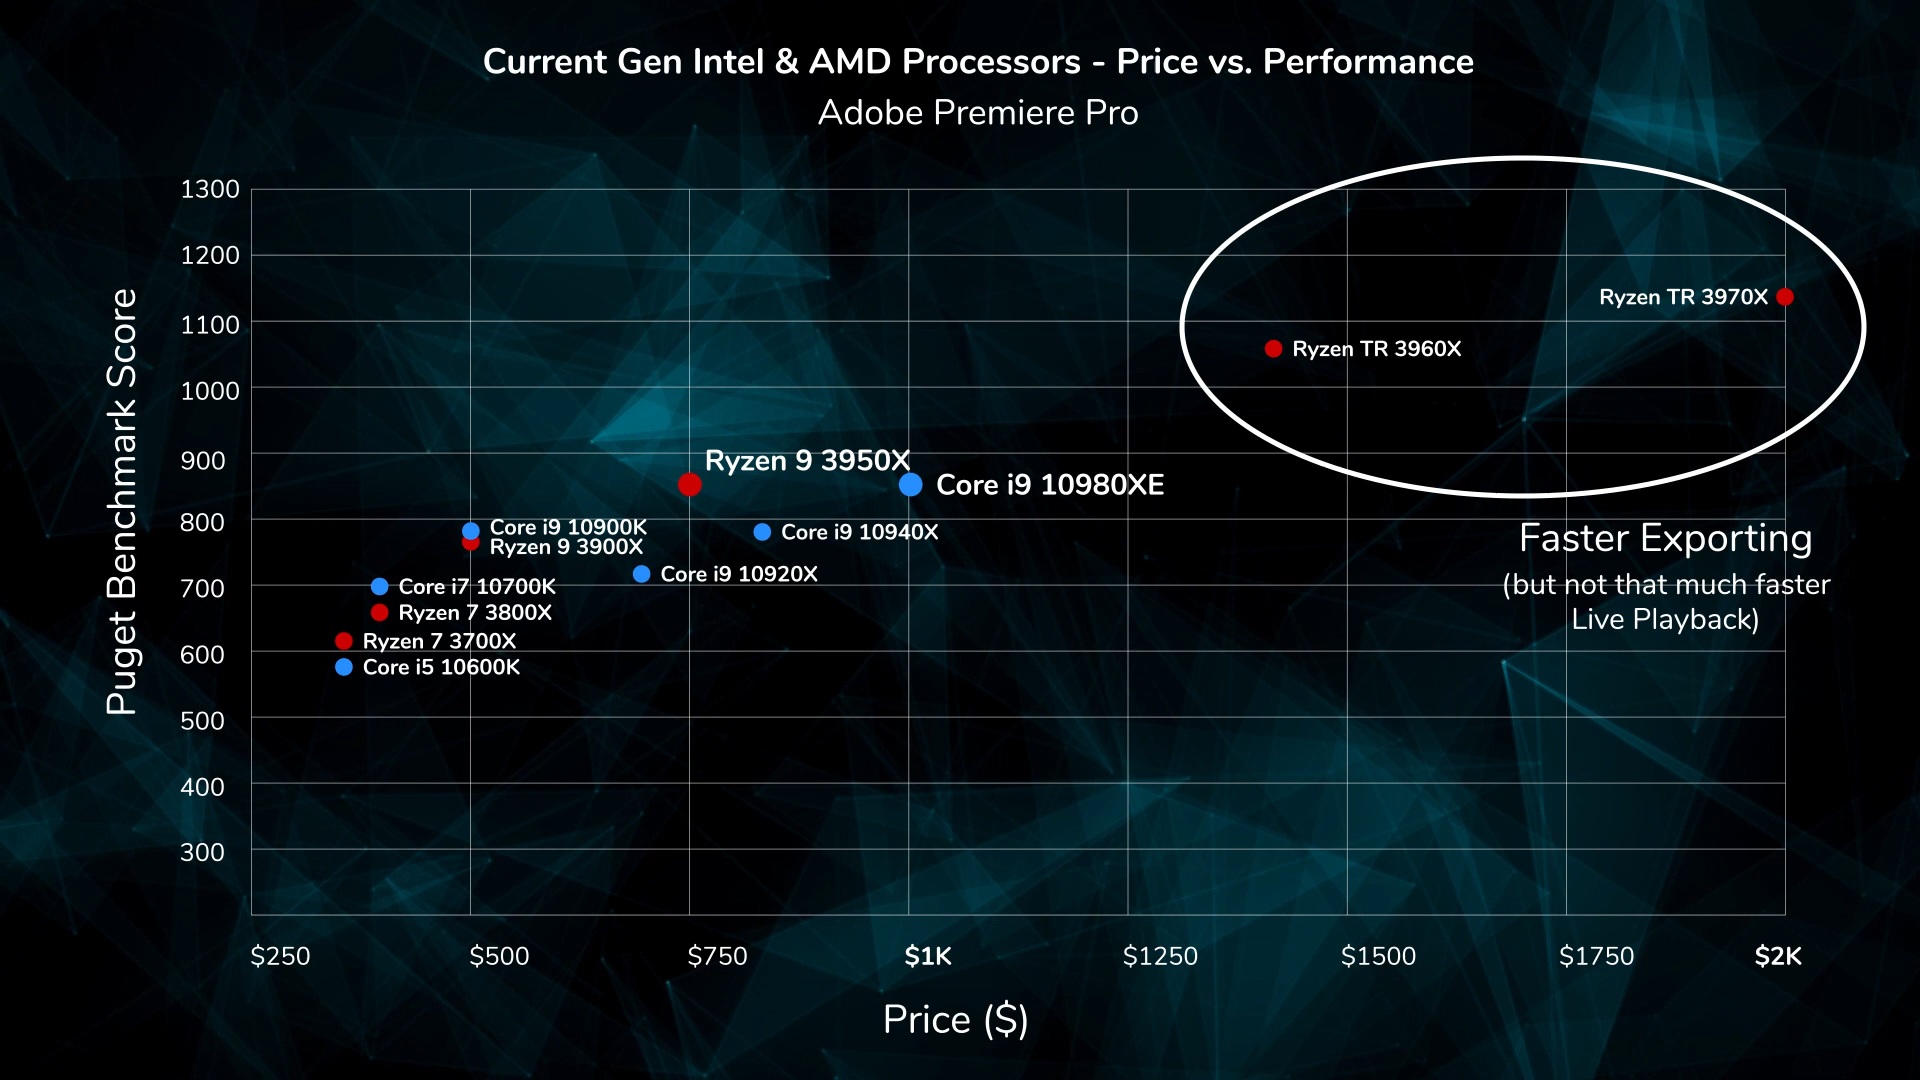 Current Gen Intel & AMD Processors - Price vs. Performance
Adobe Premiere Pro
Puget Benchmark Score
1300
1200
1100
1000
900
800
700
600
500
400
300
Ryzen TR 3970X
Ryzen TR 3960X
Ryzen 9 3950X
Core i9 10980XE
Core i9 10900K
Core i9 10940X
Ryzen 9 3900X
Core i9 10920X
Core i7 10700K
Ryzen 7 3800X
Ryzen 7 3700X
Core i5 10600K
Faster Exporting
(but not that much faster
Live Playback)
$250
$500
$750
$1K
$1250
$1500
$1750
$2K
Price ($)